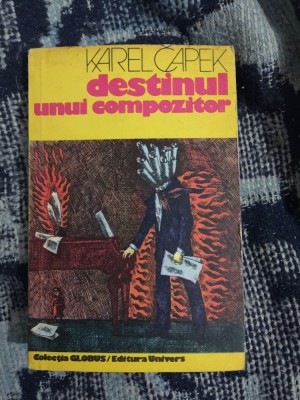 KAREL ČAPEK
destinul
unui compozitor
Colecția GLOBUS/Editura Univers